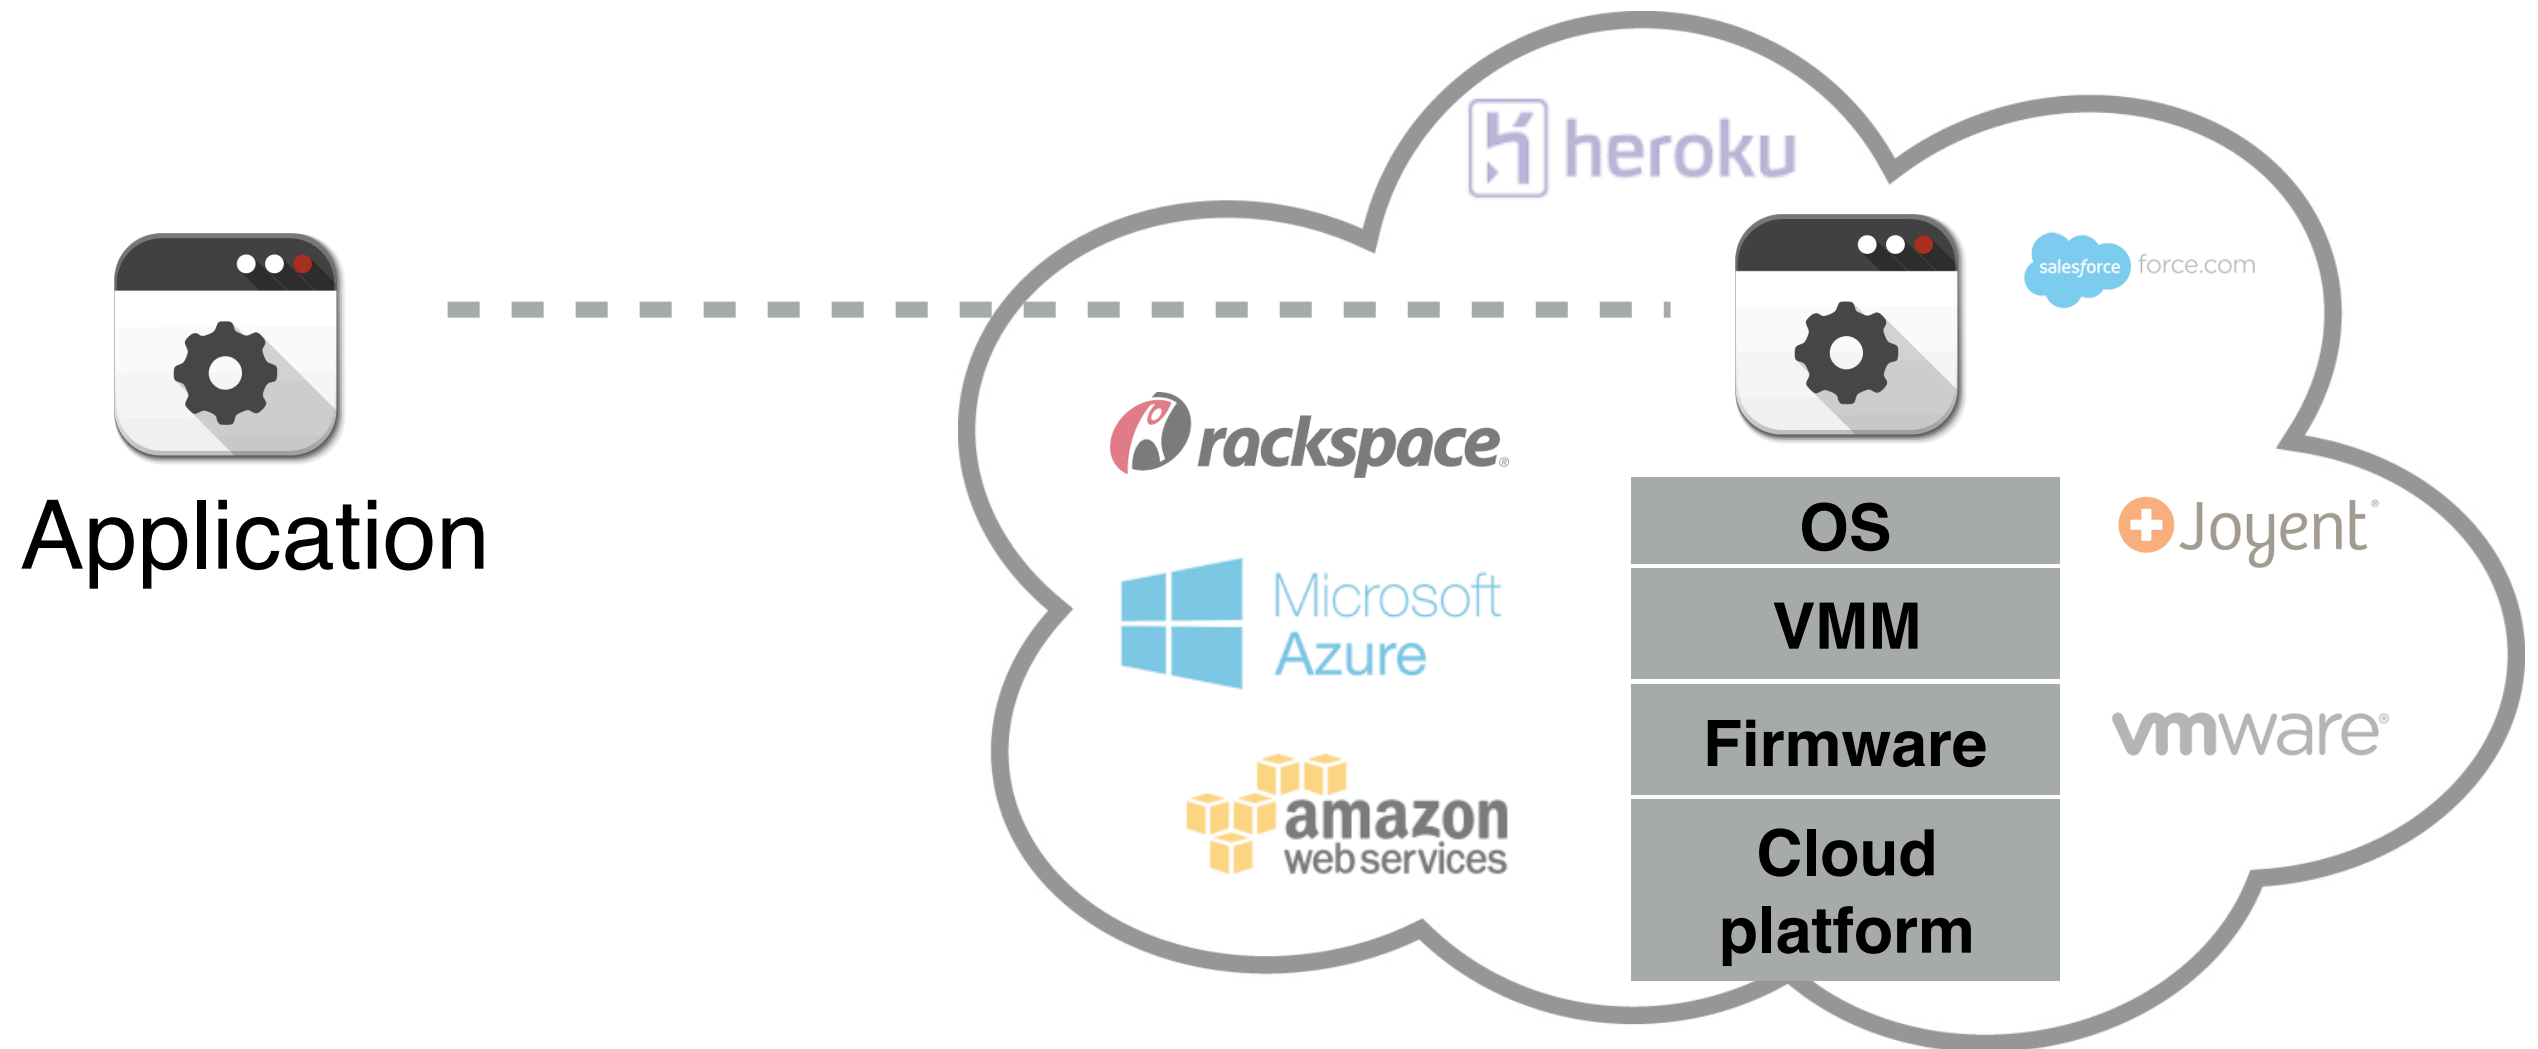 heroku
salesforce force.com
rackspace®
Application
OS
Joyent®
Microsoft
Azure
VMM
Firmware
vmware®
amazon
web services
Cloud
platform